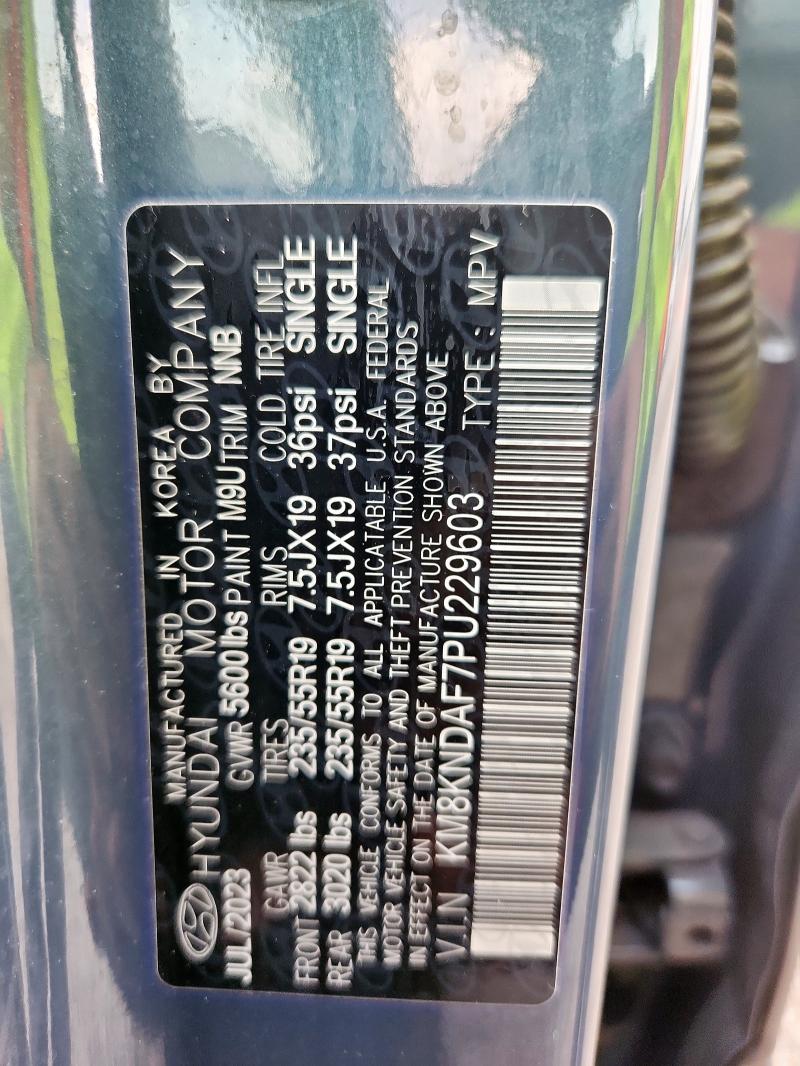 MANUFACTURED IN KOREA BY
HYUNDAI MOTOR COMPANY
JUL/2023 GVWR 5600lbs PAINT M9U TRIM NNB
GAWR TIRES RIMS COLD TIRE INFL
FRONT 2822 lbs 235/55R19 7.5JX19 36psi SINGLE
REAR 3020 lbs 235/55R19 7.5JX19 37psi SINGLE
THIS VEHICLE CONFORMS TO ALL APPLICATABLE U.S.A. FEDERAL
MOTOR VEHICLE SAFETY AND THEFT PREVENTION STANDARDS
IN EFFECT ON THE DATE OF MANUFACTURE SHOWN ABOVE
VIN KM8KNDAF7PU229603 TYPE : MPV